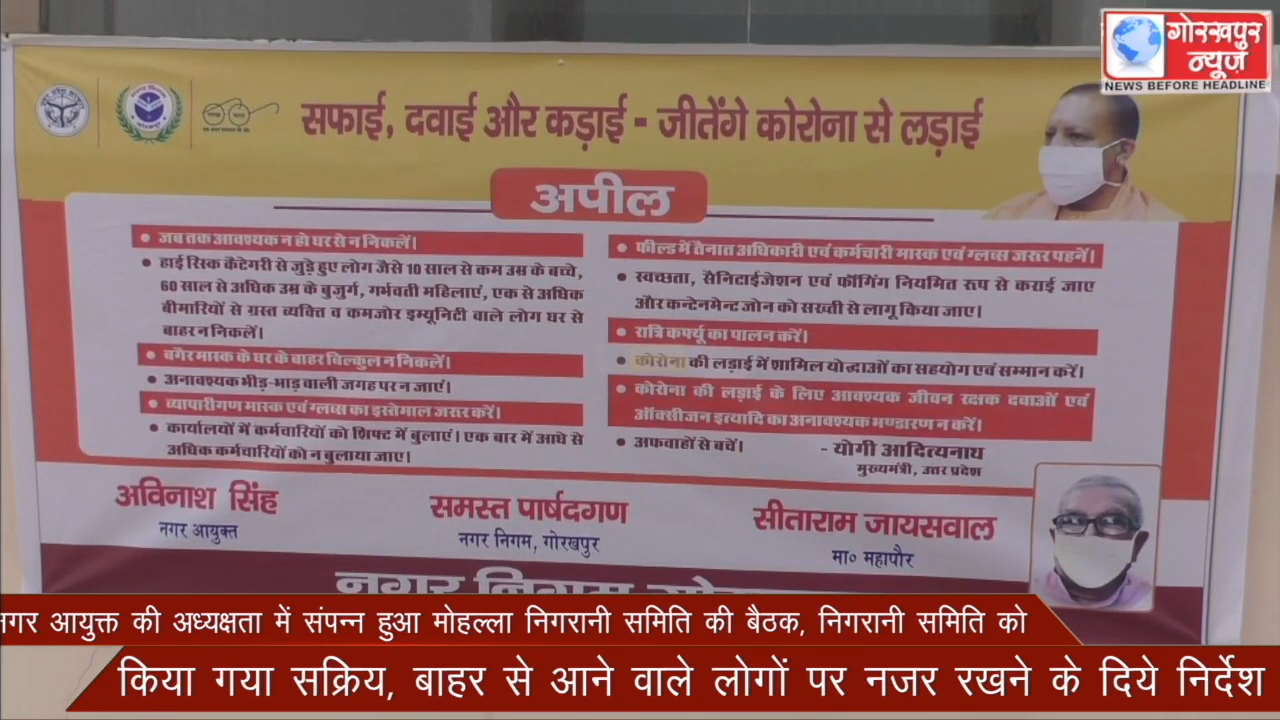 गोरखपुर
न्यूज़
NEWS BEFORE HEADLINE
सफाई, दवाई और कड़ाई - जीतेंगे कोरोना से लड़ाई
अपील
• जब तक आवश्यक न हो घर से न निकलें।
• हाई रिस्क कैटेगरी से जुड़े हुए लोग जैसे 10 साल से कम उम्र के बच्चे,
60 साल से अधिक उम्र के बुजुर्ग, गर्भवती महिलाएं, एक से अधिक
बीमारियों से ग्रस्त व्यक्ति व कमजोर इम्यूनिटी वाले लोग घर से
बाहर न निकलें।
• बगैर मास्क के घर के बाहर बिल्कुल न निकलें।
• अनावश्यक भीड़-भाड़ वाली जगह पर न जाएं।
• व्यापारीगण मास्क एवं ग्लव्स का इस्तेमाल जरूर करें।
• कार्यालयों में कर्मचारियों को शिफ्ट में बुलाएं। एक बार में आधे से
अधिक कर्मचारियों को न बुलाया जाए।
• फील्ड में तैनात अधिकारी एवं कर्मचारी मास्क एवं ग्लव्स जरूर पहनें।
• स्वच्छता, सैनिटाईजेशन एवं फॉगिंग नियमित रूप से कराई जाए
और कन्टेनमेन्ट जोन को सख्ती से लागू किया जाए।
• रात्रि कर्फ्यू का पालन करें।
• कोरोना की लड़ाई में शामिल योद्धाओं का सहयोग एवं सम्मान करें।
• कोरोना की लड़ाई के लिए आवश्यक जीवन रक्षक दवाओं एवं
ऑक्सीजन इत्यादि का अनावश्यक भण्डारण न करें।
• अफवाहों से बचें।
- योगी आदित्यनाथ
मुख्यमंत्री, उत्तर प्रदेश
अविनाश सिंह
नगर आयुक्त
समस्त पार्षदगण
नगर निगम, गोरखपुर
सीताराम जायसवाल
मा० महापौर
नगर निगम
नगर आयुक्त की अध्यक्षता में संपन्न हुआ मोहल्ला निगरानी समिति की बैठक, निगरानी समिति को
किया गया सक्रिय, बाहर से आने वाले लोगों पर नजर रखने के दिये निर्देश